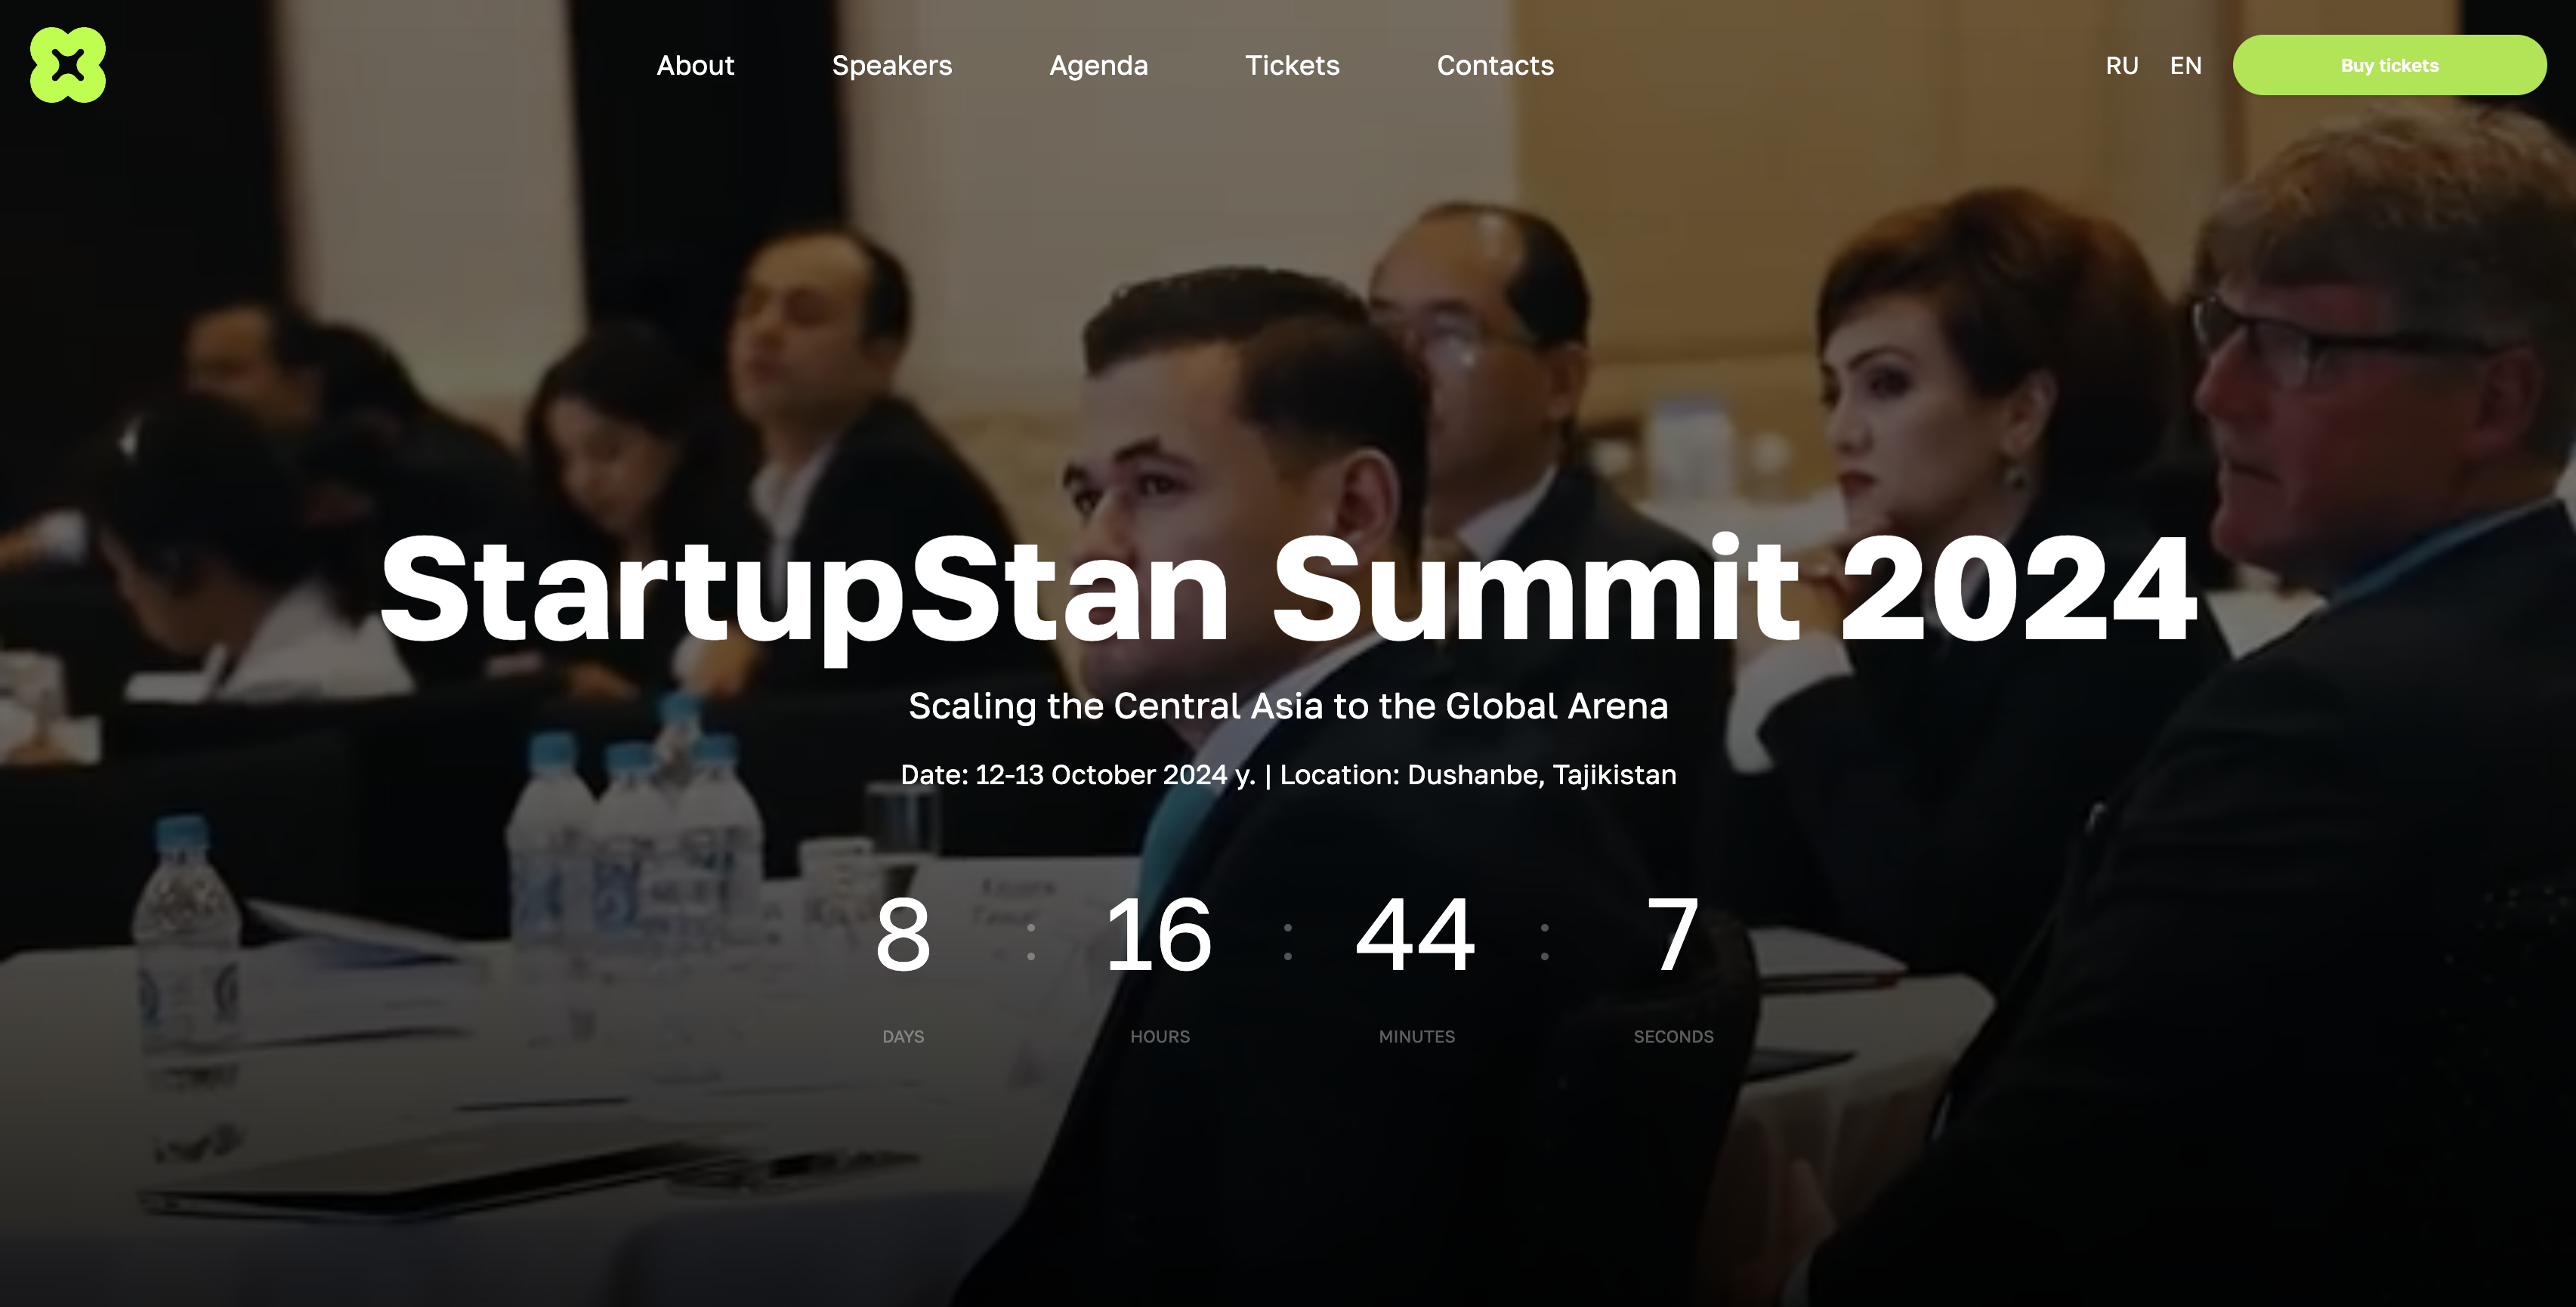 About Speakers Agenda Tickets Contacts RU EN Buy tickets
StartupStan Summit 2024
Scaling the Central Asia to the Global Arena
Date: 12-13 October 2024 y. | Location: Dushanbe, Tajikistan
8 : 16 : 44 : 7
DAYS HOURS MINUTES SECONDS